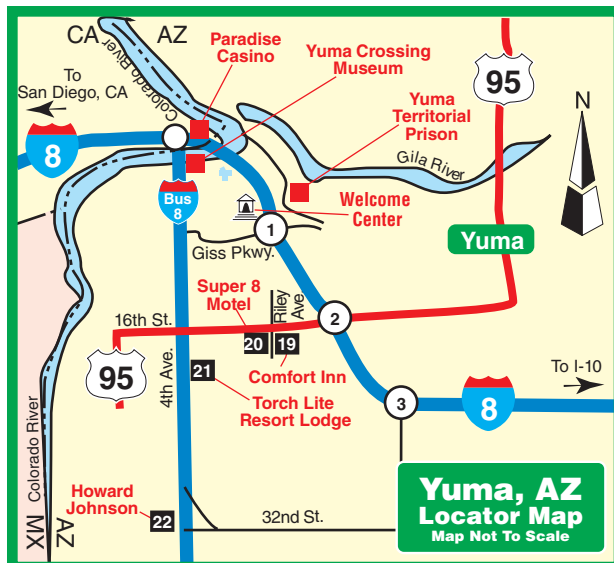 CA
AZ
Paradise
Casino
Yuma Crossing
Museum
To
San Diego, CA
Colorado River
Colorado River
95
8
Yuma
Territorial
Prison
N
Gila River
Bus
8
Welcome
Center
1
Giss Pkwy.
Yuma
Super 8
Motel
Riley
Ave
16th St.
2
20
19
95
4th Ave.
21
Comfort Inn
Torch Lite
Resort Lodge
To I-10
3
8
Colorado River
Howard
Johnson
22
32nd St.
MX
AZ
Yuma, AZ
Locator Map
Map Not To Scale